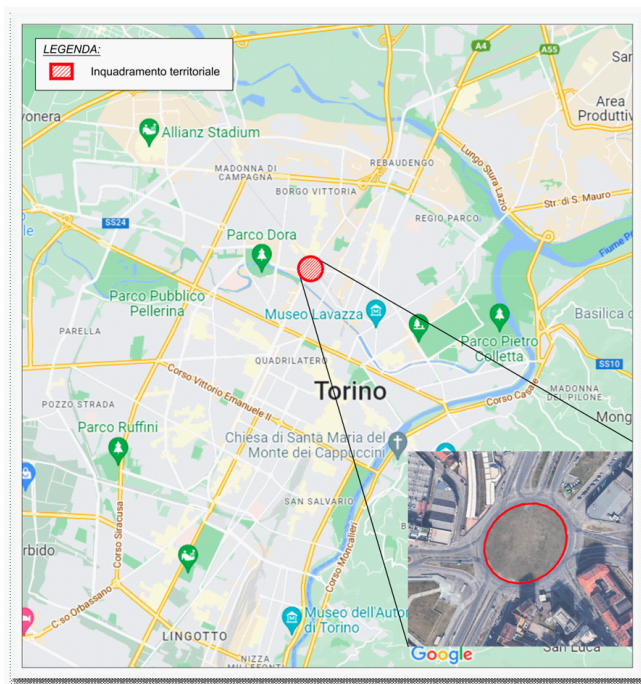 LEGENDA:
Inquadramento territoriale
A4
A55
Sar
Area
Produttiv
vonera
Allianz Stadium
MADONNA DI
CAMPAGNA
REBAUDENGO
BORGO VITTORIA
Lungo Stura Lazio
Str. di S. Mauro
SS24
REGIO PARCO
Parco Dora
Fiume Po
le
Parco Pubblico
Pellerina
Museo Lavazza
Basilica d
PARELLA
Parco Pietro
Colletta
QUADRILATERO
SS10
Corso Vittorio Emanuele II
Torino
Corso Casale
MADONNA
DEL PILONE
POZZO STRADA
Mong
Parco Ruffini
Chiesa di Santa Maria del
Monte dei Cappuccini
SAN SALVARIO
B
Corso Siracusa
rbido
Corso Moncalieri
C.so Orbassano
Museo dell'Autor
di Torino
LINGOTTO
NIZZA
MILLEFONTI
Google
San Luca